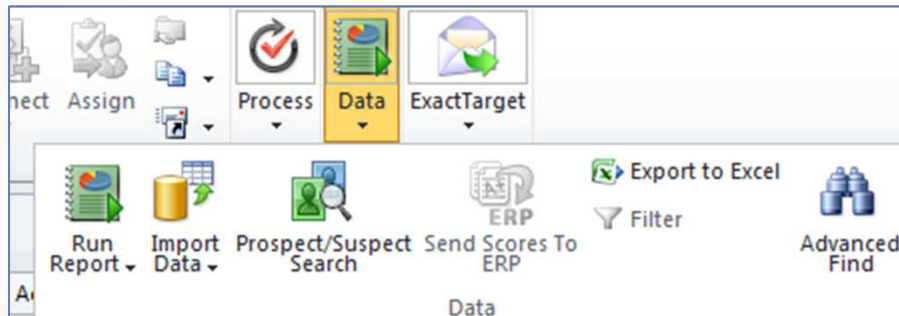 nect
Assign
Process
Data
ExactTarget
Run
Report
Import
Data
Prospect/Suspect
Search
ERP
Send Scores To
ERP
Export to Excel
Filter
Advanced
Find
Data